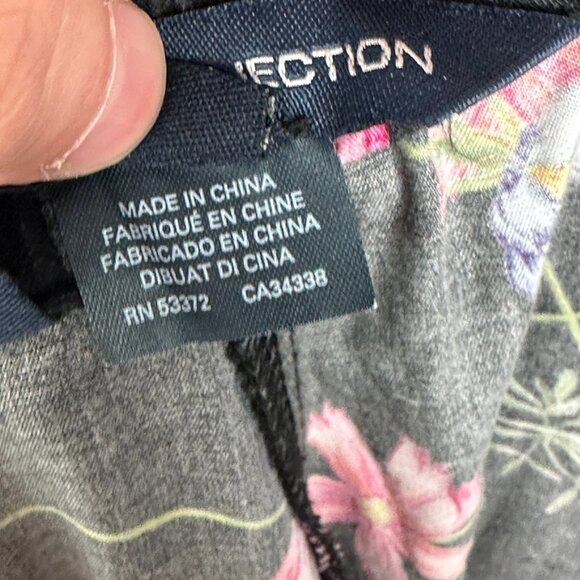 ECTION
MADE IN CHINA
FABRIQUÉ EN CHINE
FABRICADO EN CHINA
DIBUAT DI CINA
RN 53372 CA34338